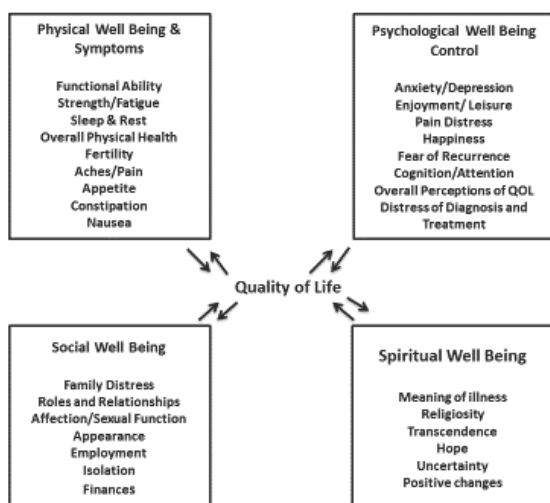 Physical Well Being &
Symptoms
Functional Ability
Strength/Fatigue
Sleep & Rest
Overall Physical Health
Fertility
Aches/Pain
Appetite
Constipation
Nausea
Psychological Well Being
Control
Anxiety/Depression
Enjoyment/ Leisure
Pain Distress
Happiness
Fear of Recurrence
Cognition/Attention
Overall Perceptions of QOL
Distress of Diagnosis and
Treatment
Quality of Life
Social Well Being
Family Distress
Roles and Relationships
Affection/Sexual Function
Appearance
Employment
Isolation
Finances
Spiritual Well Being
Meaning of illness
Religiosity
Transcendence
Hope
Uncertainty
Positive changes